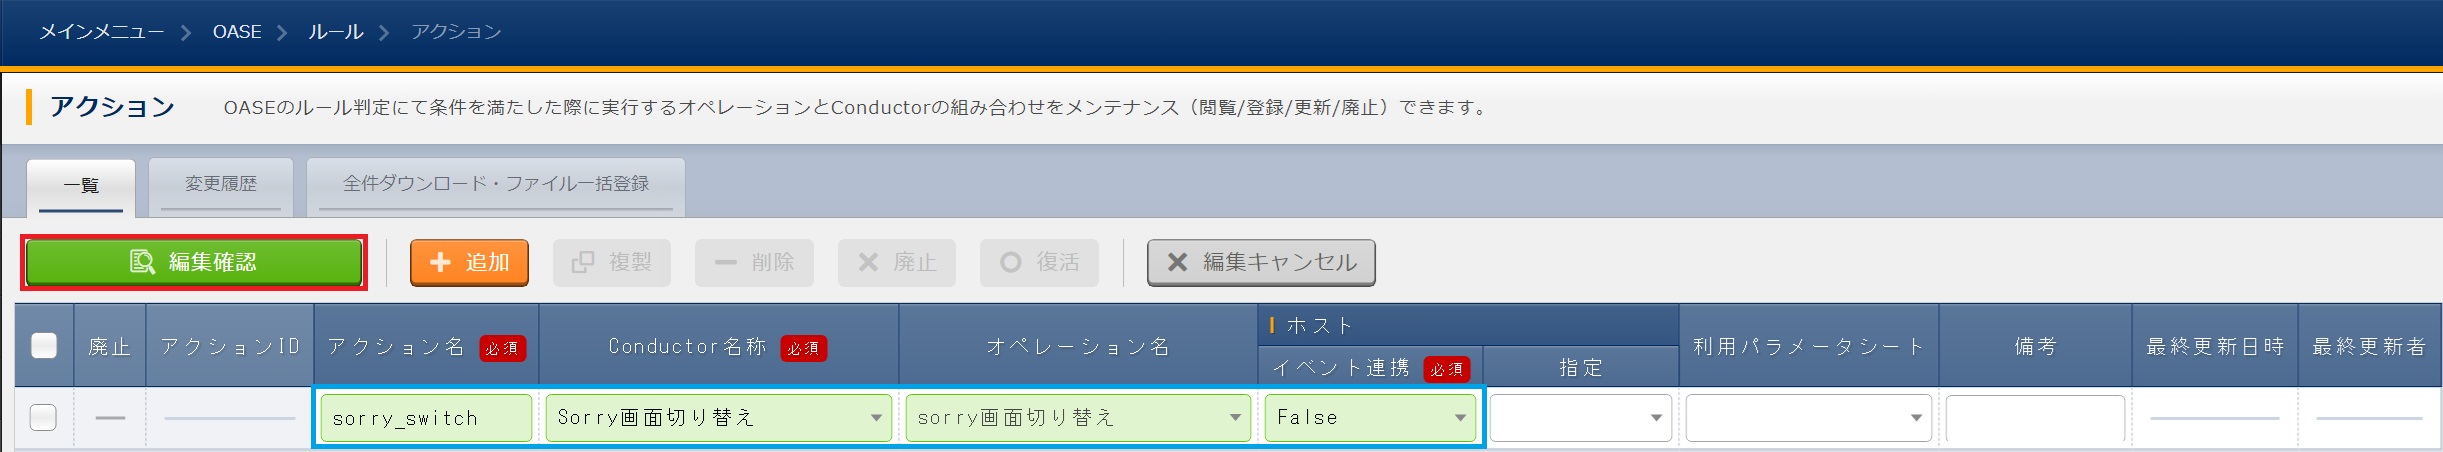 メインメニュー OASE ルール アクション
アクション OASEのルール判定にて条件を満たした際に実行するオペレーションとConductorの組み合わせをメンテナンス（閲覧/登録/更新/廃止）できます。
一覧 変更履歴 全件ダウンロード・ファイル一括登録
編集確認 追加 複製 削除 廃止 復活 編集キャンセル
ホスト
廃止 アクションID アクション名 必須 Conductor名称 必須 オペレーション名 利用パラメータシート 備考 最終更新日時 最終更新者
イベント連携 必須 指定
sorry_switch Sorry画面切り替え sorry画面切り替え False